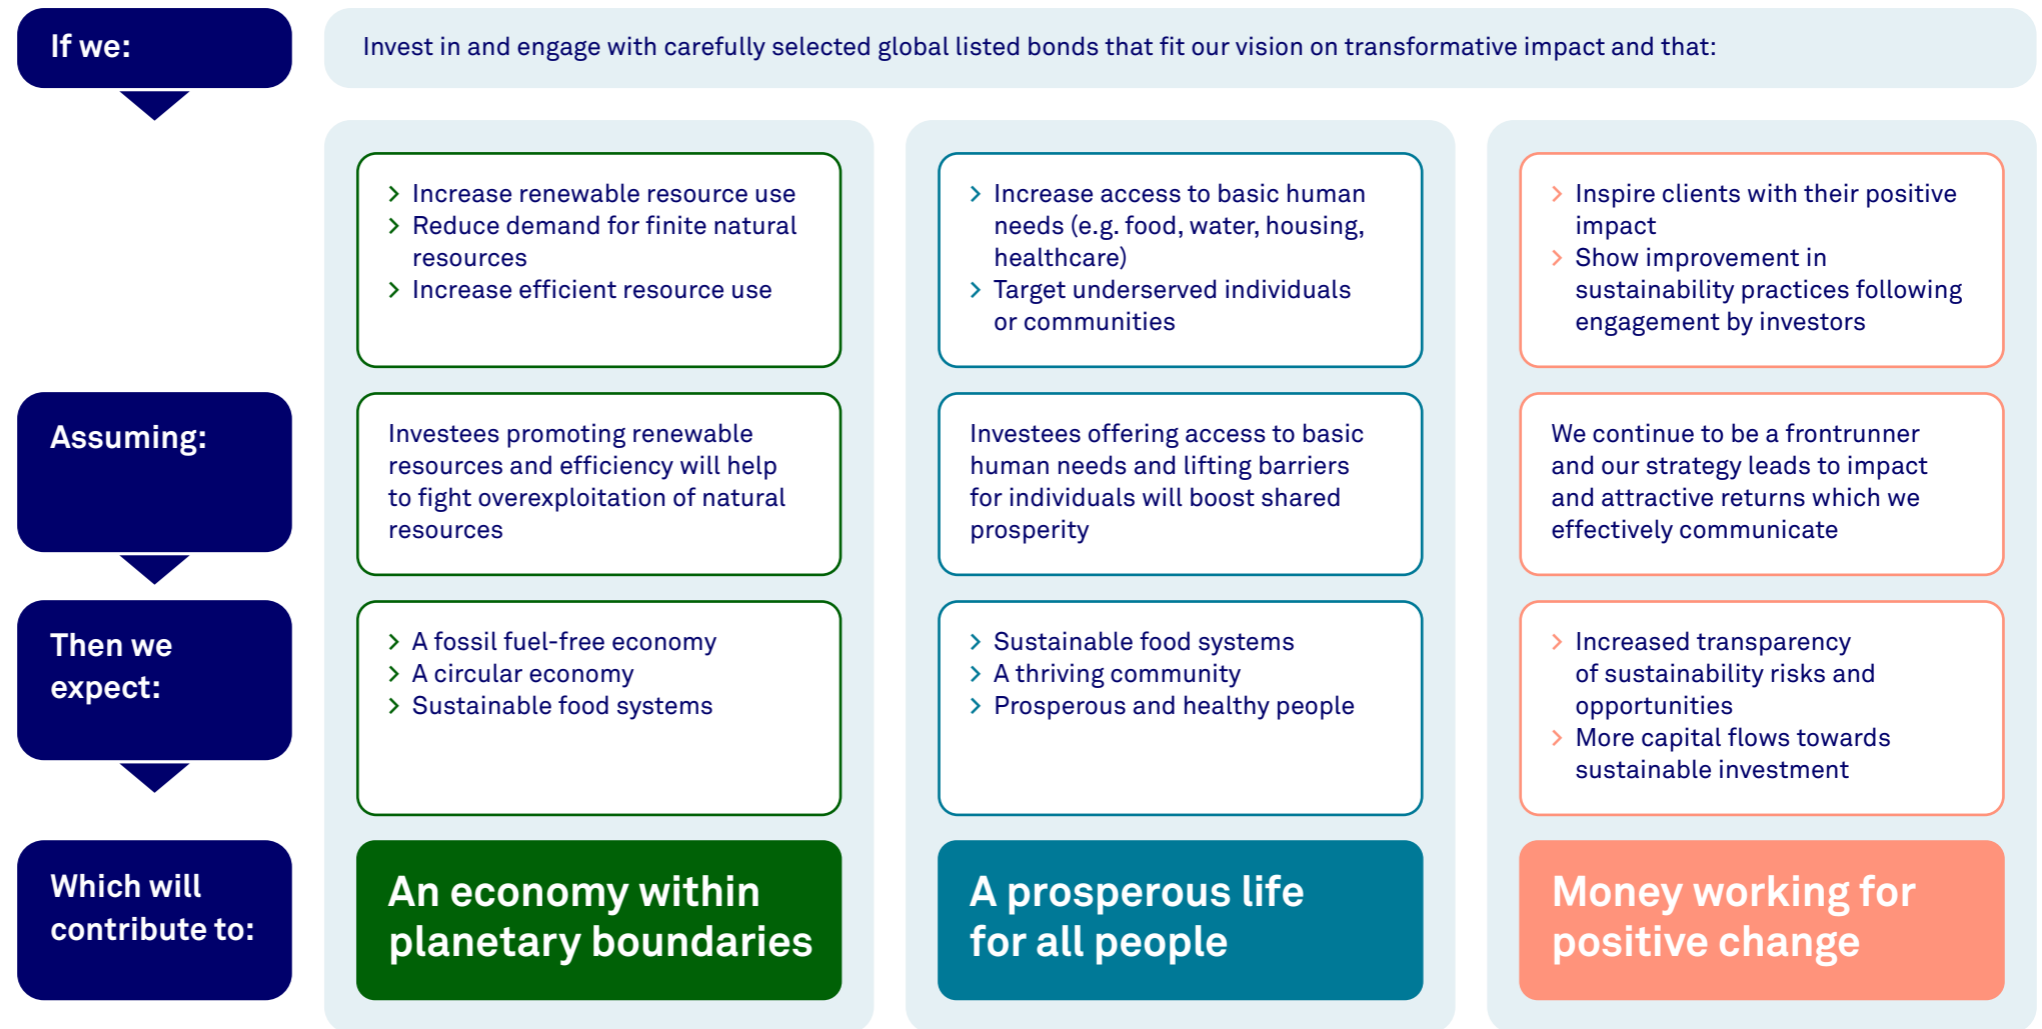 If we:
Invest in and engage with carefully selected global listed bonds that fit our vision on transformative impact and that:
> Increase renewable resource use
> Reduce demand for finite natural
resources
> Increase efficient resource use
> Increase access to basic human
needs (e.g. food, water, housing,
healthcare)
> Target underserved individuals
or communities
> Inspire clients with their positive
impact
> Show improvement in
sustainability practices following
engagement by investors
Assuming:
Investees promoting renewable
resources and efficiency will help
to fight overexploitation of natural
resources
Investees offering access to basic
human needs and lifting barriers
for individuals will boost shared
prosperity
We continue to be a frontrunner
and our strategy leads to impact
and attractive returns which we
effectively communicate
Then we
expect:
> A fossil fuel-free economy
> A circular economy
> Sustainable food systems
> Sustainable food systems
> A thriving community
> Prosperous and healthy people
> Increased transparency
of sustainability risks and
opportunities
> More capital flows towards
sustainable investment
Which will
contribute to:
An economy within
planetary boundaries
A prosperous life
for all people
Money working for
positive change